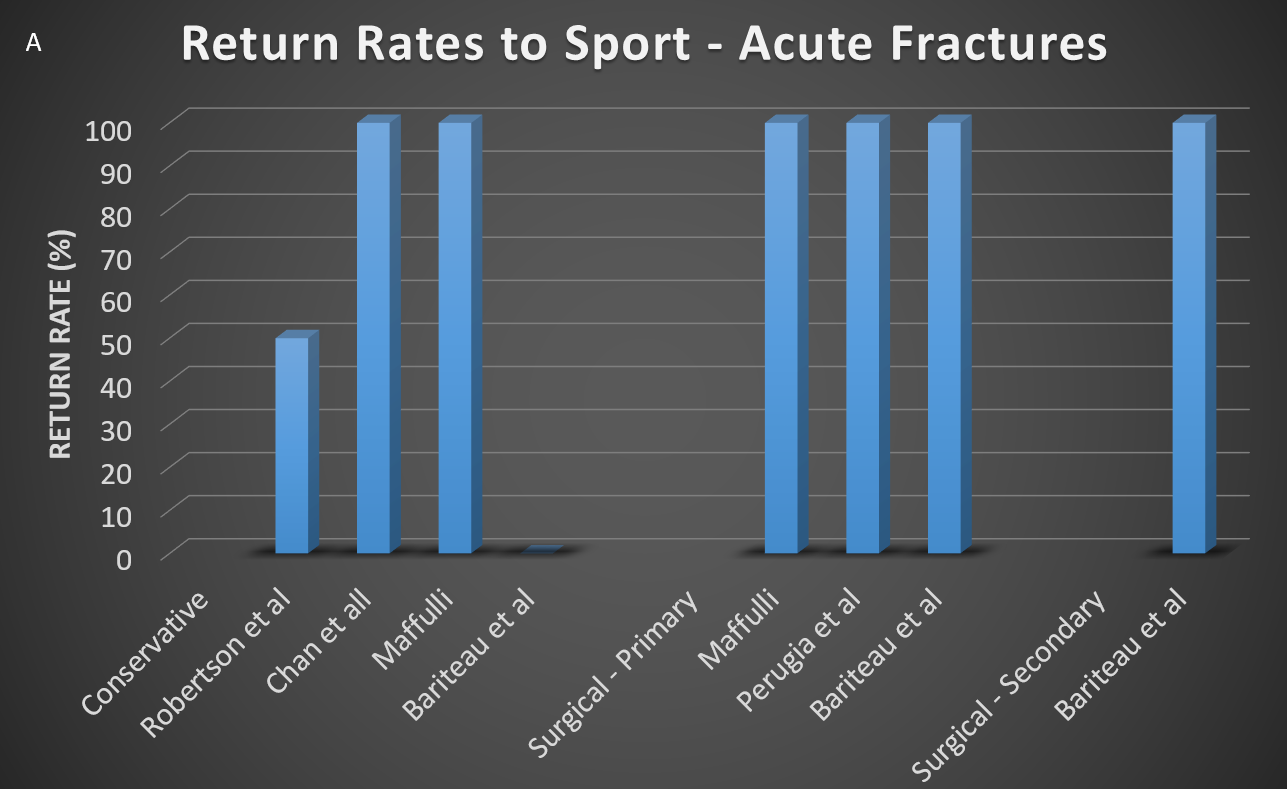 A
Return Rates to Sport - Acute Fractures
RETURN RATE (%)
100
90
80
70
60
50
40
30
20
10
0
Conservative
Robertson et al
Chan et all
Maffulli
Bariteau et al
Surgical - Primary
Maffulli
Perugia et al
Bariteau et al
Surgical - Secondary
Bariteau et al